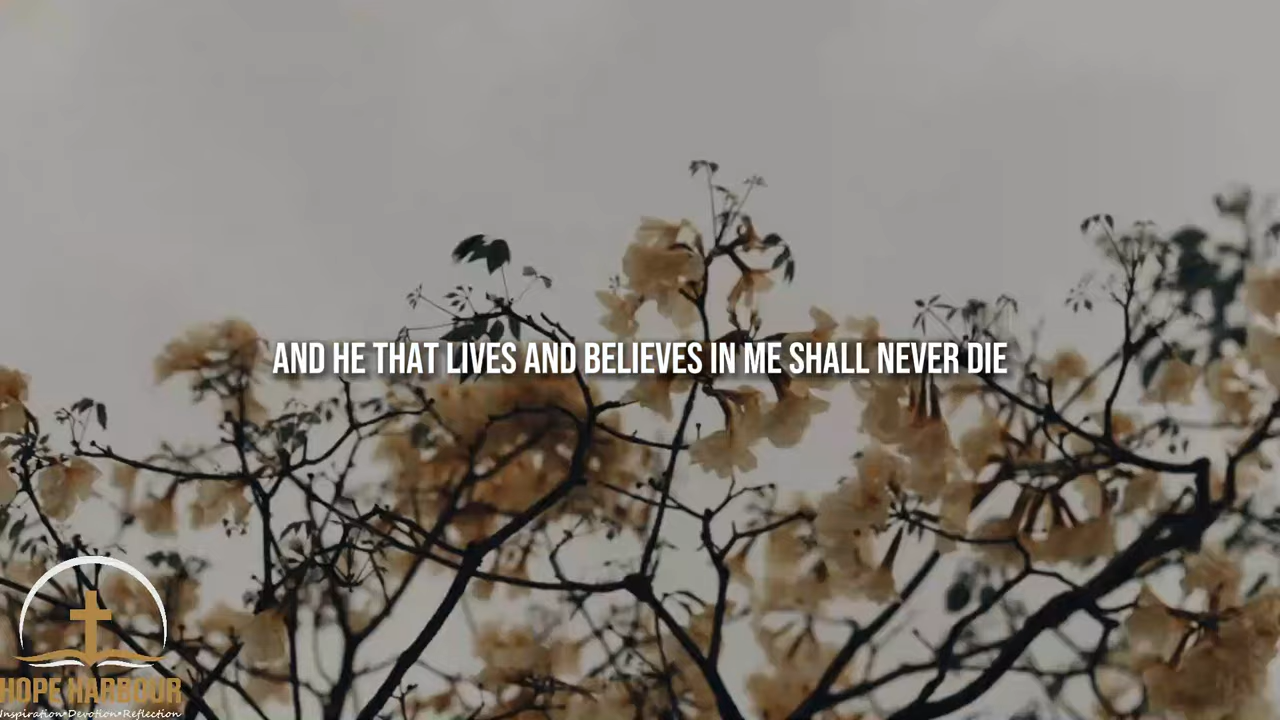 AND HE THAT LIVES AND BELIEVES IN ME SHALL NEVER DIE
HOPE HARBOUR
Inspiration•Devotion•Reflection